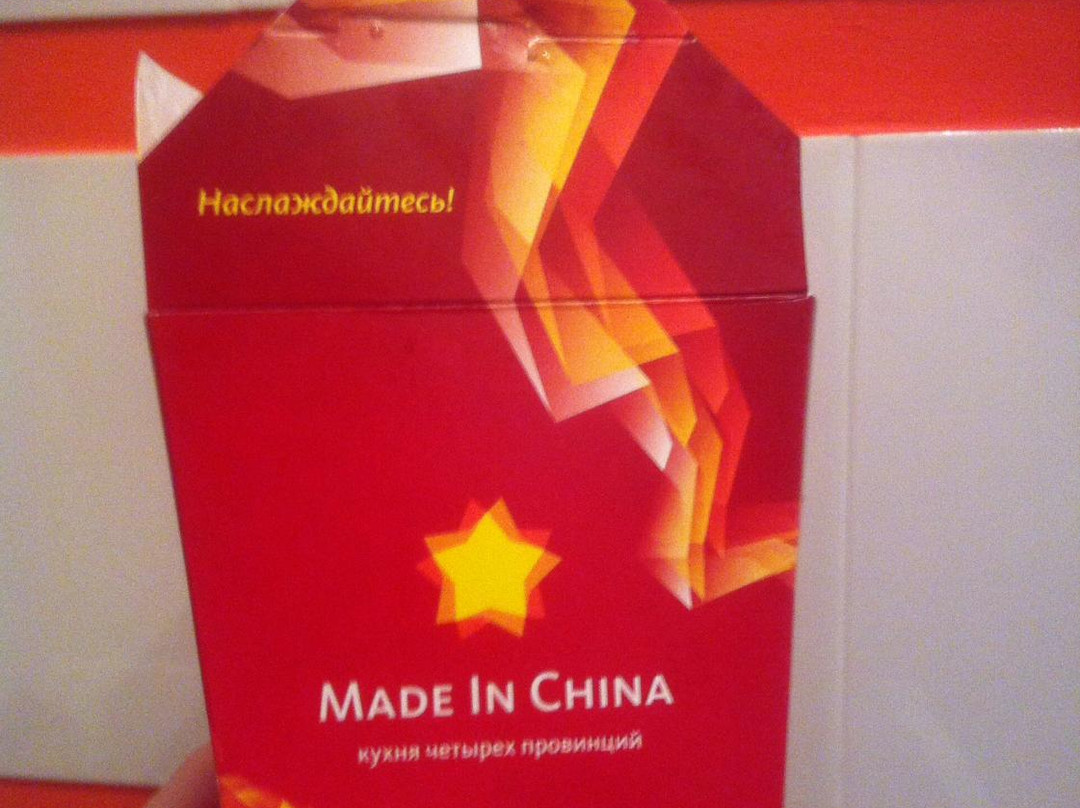 Наслаждайтесь!
MADE IN CHINA
кухня четырех провинций